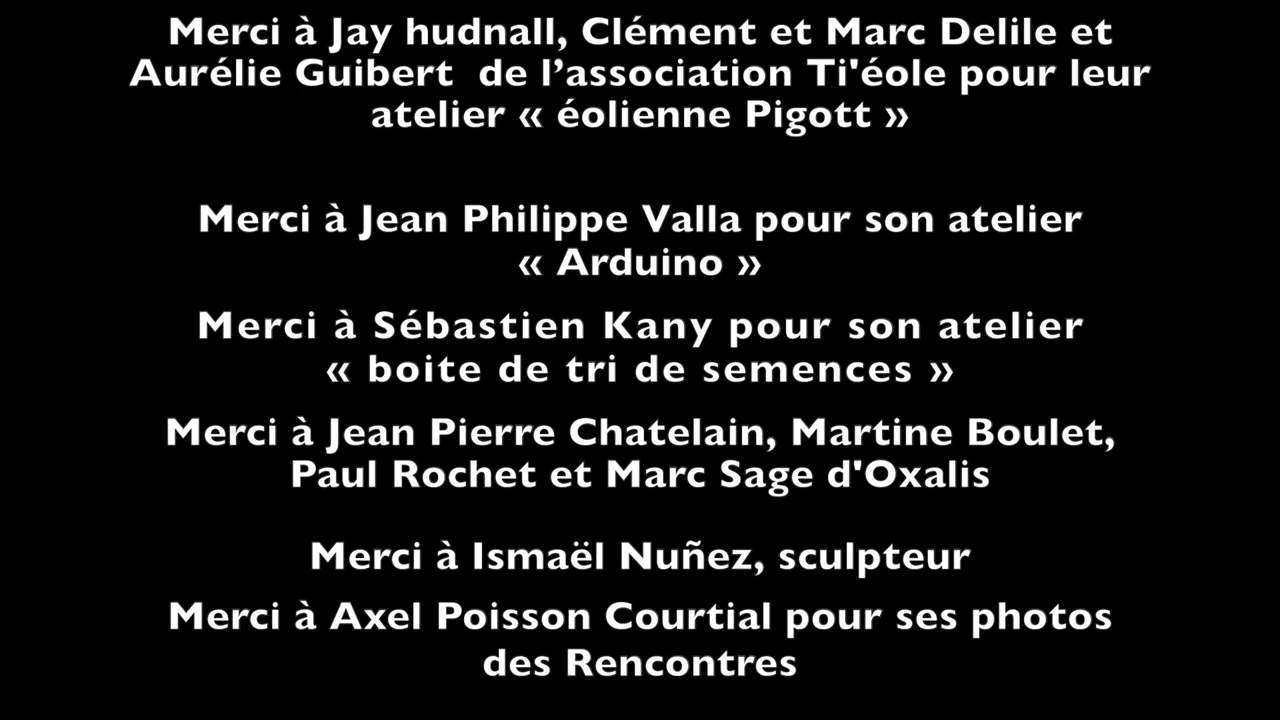 Merci à Jay hudnall, Clément et Marc Delile et
Aurélie Guibert  de l’association Ti'éole pour leur
atelier « éolienne Pigott »
Merci à Jean Philippe Valla pour son atelier
« Arduino »
Merci à Sébastien Kany pour son atelier
« boite de tri de semences »
Merci à Jean Pierre Chatelain, Martine Boulet,
Paul Rochet et Marc Sage d'Oxalis
Merci à Ismaël Nuñez, sculpteur
Merci à Axel Poisson Courtial pour ses photos
des Rencontres